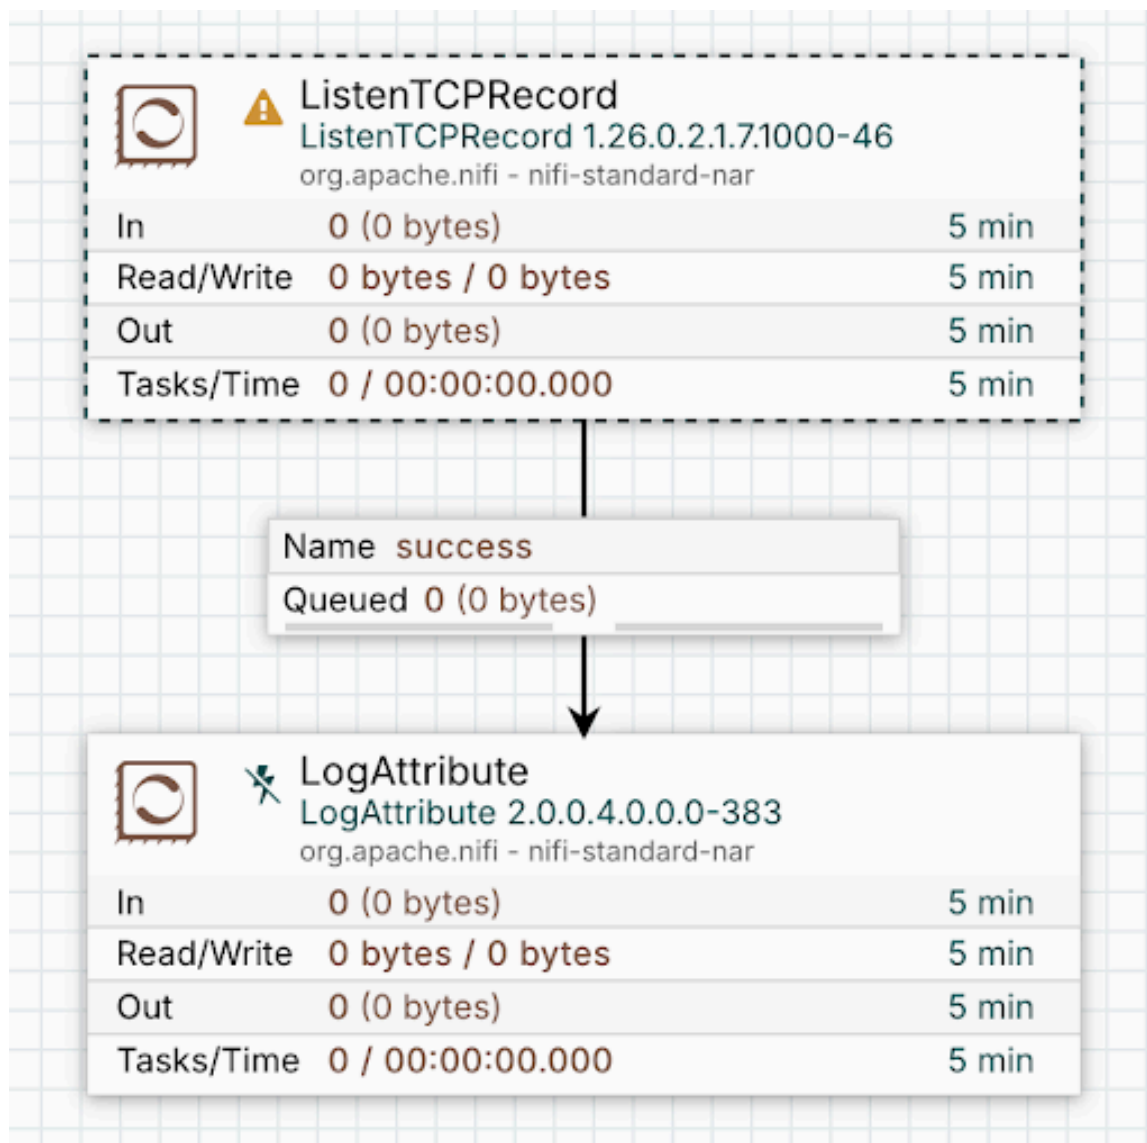 ListenTCPRecord
ListenTCPRecord 1.26.0.2.1.7.1000-46
org.apache.nifi - nifi-standard-nar
In 0 (0 bytes) 5 min
Read/Write 0 bytes / 0 bytes 5 min
Out 0 (0 bytes) 5 min
Tasks/Time 0 / 00:00:00.000 5 min
Name success
Queued 0 (0 bytes)
LogAttribute
LogAttribute 2.0.0.4.0.0.0-383
org.apache.nifi - nifi-standard-nar
In 0 (0 bytes) 5 min
Read/Write 0 bytes / 0 bytes 5 min
Out 0 (0 bytes) 5 min
Tasks/Time 0 / 00:00:00.000 5 min